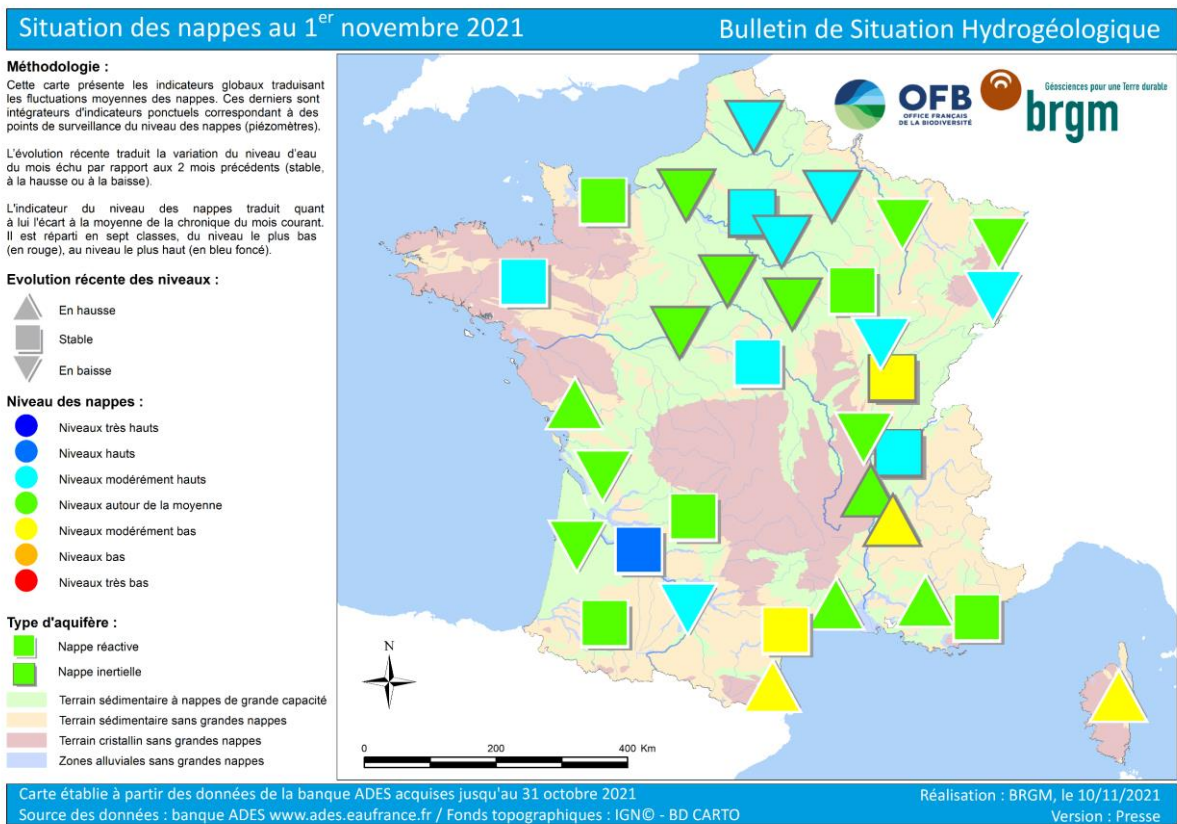 Situation des nappes au 1er novembre 2021
Bulletin de Situation Hydrogéologique
Méthodologie :
Cette carte présente les indicateurs globaux traduisant
les fluctuations moyennes des nappes. Ces derniers sont
intégrateurs d'indicateurs ponctuels correspondant à des
points de surveillance du niveau des nappes (piézomètres).
L'évolution récente traduit la variation du niveau d'eau
du mois échu par rapport aux 2 mois précédents (stable,
à la hausse ou à la baisse).
L'indicateur du niveau des nappes traduit quant
à lui l'écart à la moyenne de la chronique du mois courant.
Il est réparti en sept classes, du niveau le plus bas
(en rouge), au niveau le plus haut (en bleu foncé).
Evolution récente des niveaux :
En hausse
Stable
En baisse
Niveau des nappes :
Niveaux très hauts
Niveaux hauts
Niveaux modérément hauts
Niveaux autour de la moyenne
Niveaux modérément bas
Niveaux bas
Niveaux très bas
Type d'aquifère :
Nappe réactive
Nappe inertielle
Terrain sédimentaire à nappes de grande capacité
Terrain sédimentaire sans grandes nappes
Terrain cristallin sans grandes nappes
Zones alluviales sans grandes nappes
OFB
OFFICE FRANÇAIS
DE LA BIODIVERSITÉ
Géosciences pour une Terre durable
brgm
N
0 200 400 Km
Carte établie à partir des données de la banque ADES acquises jusqu'au 31 octobre 2021
Source des données : banque ADES www.ades.eaufrance.fr / Fonds topographiques : IGN© - BD CARTO
Réalisation : BRGM, le 10/11/2021
Version : Presse